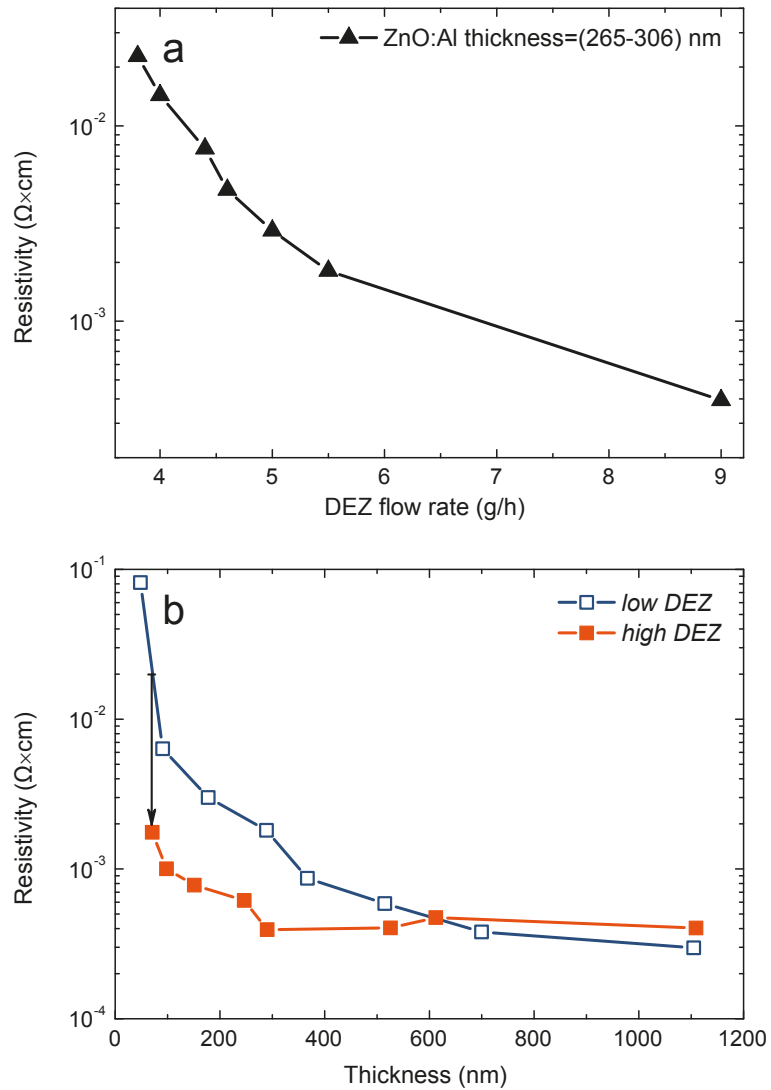 a
ZnO:Al thickness=(265-306) nm
10⁻²
10⁻³
Resistivity (Ω×cm)
4 5 6 7 8 9
DEZ flow rate (g/h)
b
low DEZ
high DEZ
10⁻¹
10⁻²
10⁻³
10⁻⁴
Resistivity (Ω×cm)
0 200 400 600 800 1000 1200
Thickness (nm)